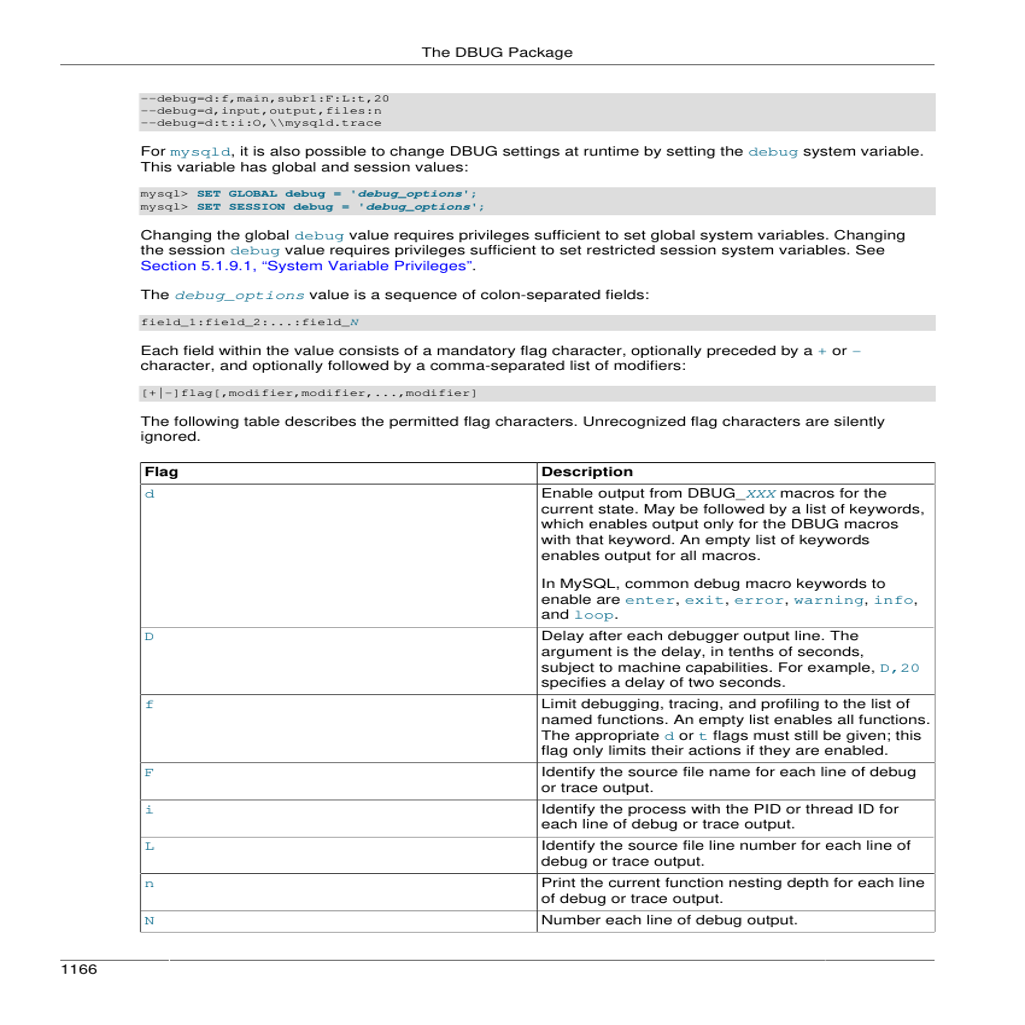 The DBUG Package
--debug=d:f,main,subr1:F:L:t,20
--debug=d,input,output,files:n
--debug=d:t:i:O,\\mysqld.trace
For mysqld, it is also possible to change DBUG settings at runtime by setting the debug system variable.
This variable has global and session values:
mysql> SET GLOBAL debug = 'debug_options';
mysql> SET SESSION debug = 'debug_options';
Changing the global debug value requires privileges sufficient to set global system variables. Changing
the session debug value requires privileges sufficient to set restricted session system variables. See
Section 5.1.9.1, “System Variable Privileges”.
The debug_options value is a sequence of colon-separated fields:
field_1:field_2:...:field_N
Each field within the value consists of a mandatory flag character, optionally preceded by a + or -
character, and optionally followed by a comma-separated list of modifiers:
[+|-]flag[,modifier,modifier,...,modifier]
The following table describes the permitted flag characters. Unrecognized flag characters are silently
ignored.
Flag Description
d Enable output from DBUG_XXX macros for the
current state. May be followed by a list of keywords,
which enables output only for the DBUG macros
with that keyword. An empty list of keywords
enables output for all macros.
In MySQL, common debug macro keywords to
enable are enter, exit, error, warning, info,
and loop.
D Delay after each debugger output line. The
argument is the delay, in tenths of seconds,
subject to machine capabilities. For example, D,20
specifies a delay of two seconds.
f Limit debugging, tracing, and profiling to the list of
named functions. An empty list enables all functions.
The appropriate d or t flags must still be given; this
flag only limits their actions if they are enabled.
F Identify the source file name for each line of debug
or trace output.
i Identify the process with the PID or thread ID for
each line of debug or trace output.
L Identify the source file line number for each line of
debug or trace output.
n Print the current function nesting depth for each line
of debug or trace output.
N Number each line of debug output.
1166